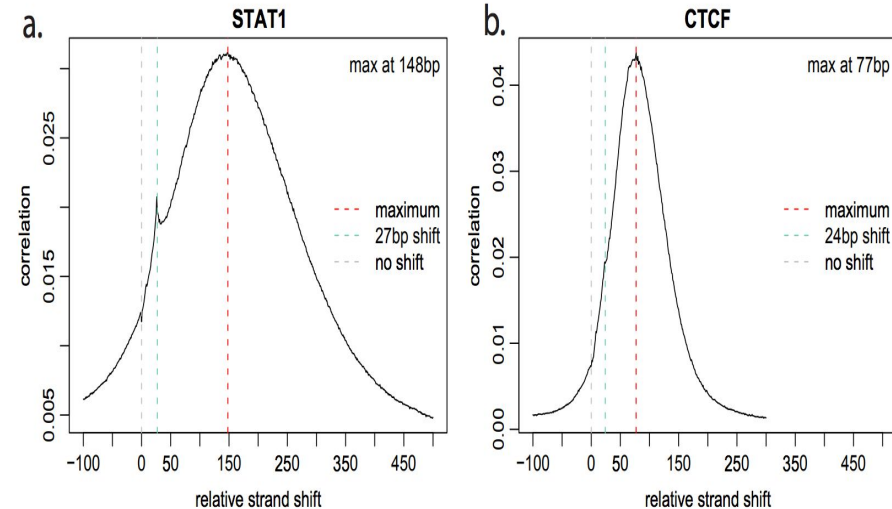 a.
STAT1
max at 148bp
correlation
0.005
0.015
0.025
maximum
27bp shift
no shift
−100 0 50 150 250 350 450
relative strand shift
b.
CTCF
max at 77bp
correlation
0.00
0.01
0.02
0.03
0.04
maximum
24bp shift
no shift
−100 0 50 150 250 350 450
relative strand shift